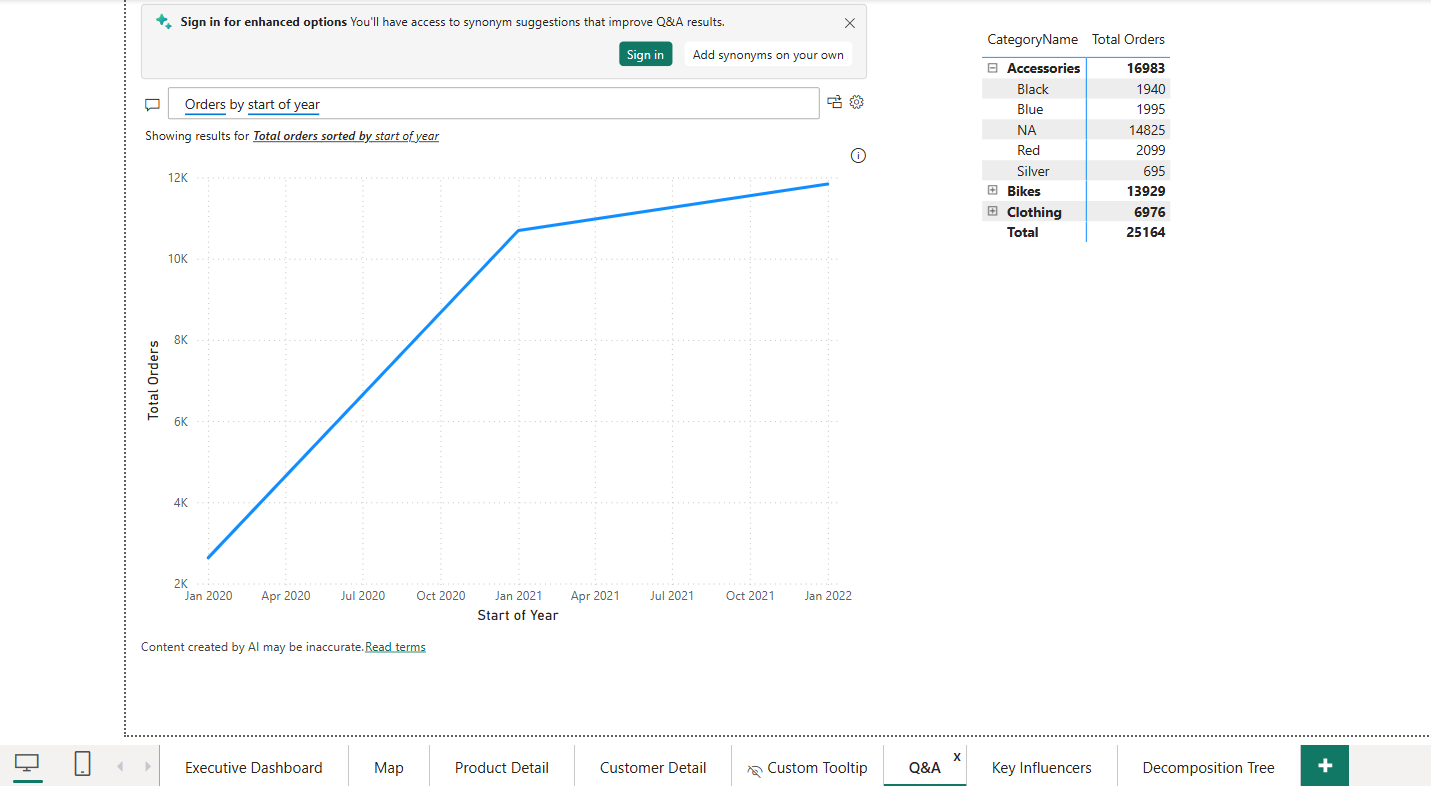 Sign in for enhanced options You'll have access to synonym suggestions that improve Q&A results.
Sign in
Add synonyms on your own
Orders by start of year
Showing results for Total orders sorted by start of year
12K
10K
8K
6K
4K
2K
Total Orders
Jan 2020 Apr 2020 Jul 2020 Oct 2020 Jan 2021 Apr 2021 Jul 2021 Oct 2021 Jan 2022
Start of Year
Content created by AI may be inaccurate. Read terms
CategoryName Total Orders
Accessories 16983
Black 1940
Blue 1995
NA 14825
Red 2099
Silver 695
Bikes 13929
Clothing 6976
Total 25164
Executive Dashboard
Map
Product Detail
Customer Detail
Custom Tooltip
Q&A
X
Key Influencers
Decomposition Tree